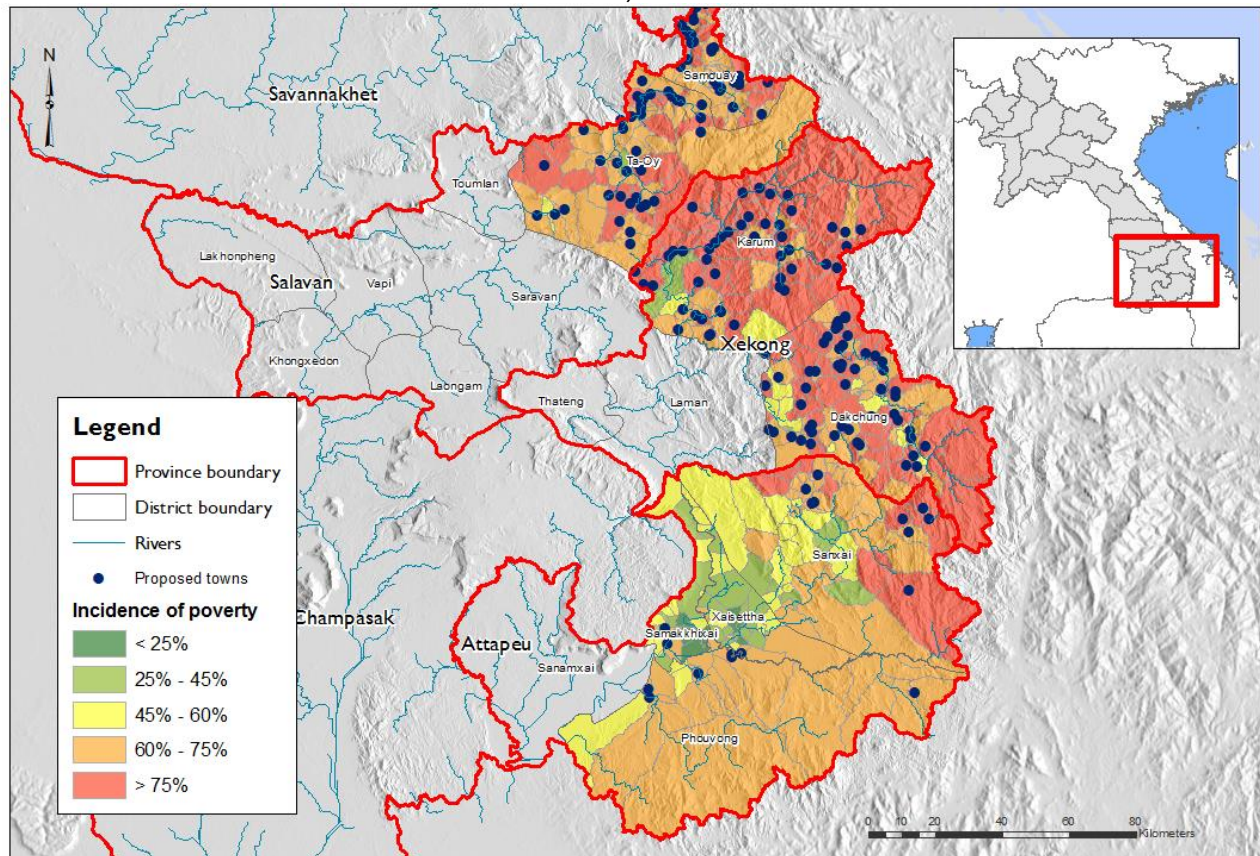 N
Savannakhet
Samouay
Ta-Oy
Toumlan
Karum
Lakhonpheng
Salavan
Vapi
Saravan
Xekong
Khongxedon
Laongam
Thateng
Laman
Dakchung
Legend
Province boundary
District boundary
Rivers
Proposed towns
Incidence of poverty
< 25%
25% - 45%
45% - 60%
60% - 75%
> 75%
Sanxai
Xaisettha
Champasak
Samakkhixai
Attapeu
Sanamxai
Phouvong
0 10 20 40 60 80
Kilometers